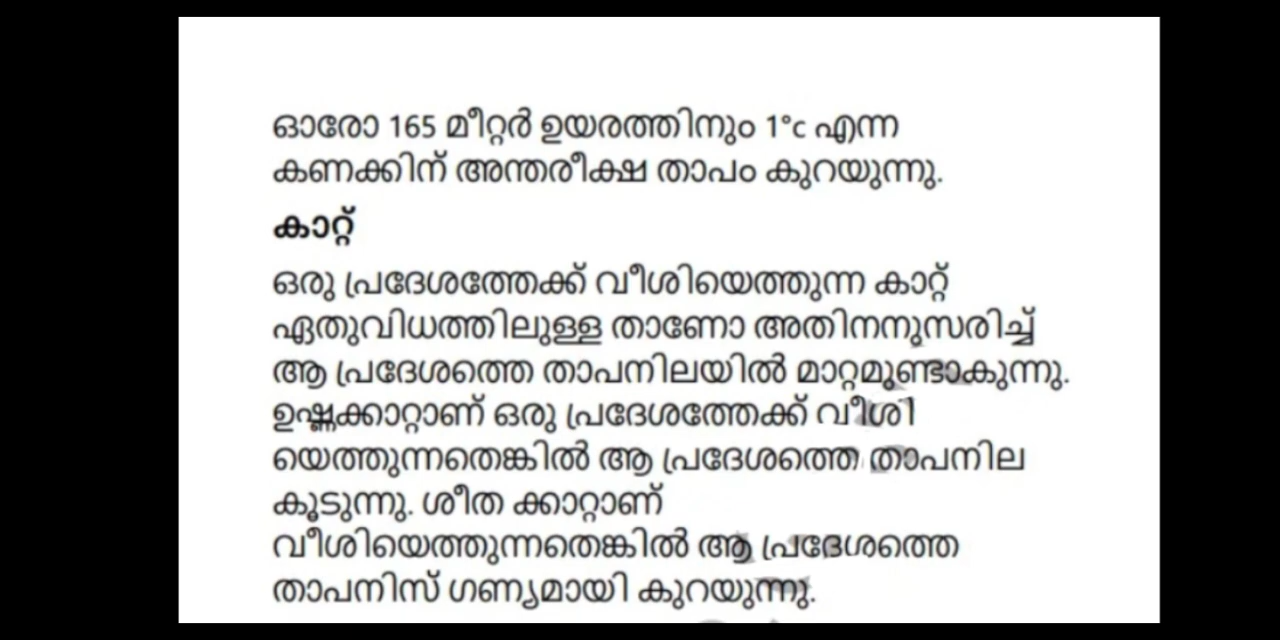 ഓരോ 165 മീറ്റർ ഉയരത്തിനും 1°c എന്ന
കണക്കിന് അന്തരീക്ഷ താപം കുറയുന്നു.
കാറ്റ്
ഒരു പ്രദേശത്തേക്ക് വീശിയെത്തുന്ന കാറ്റ്
ഏതുവിധത്തിലുള്ള താണോ അതിനനുസരിച്ച്
ആ പ്രദേശത്തെ താപനിലയിൽ മാറ്റമുണ്ടാകുന്നു.
ഉഷ്ണക്കാറ്റാണ് ഒരു പ്രദേശത്തേക്ക് വീശി
യെത്തുന്നതെങ്കിൽ ആ പ്രദേശത്തെ താപനില
കൂടുന്നു. ശീത ക്കാറ്റാണ്
വീശിയെത്തുന്നതെങ്കിൽ ആ പ്രദേശത്തെ
താപനിസ് ഗണ്യമായി കുറയുന്നു.